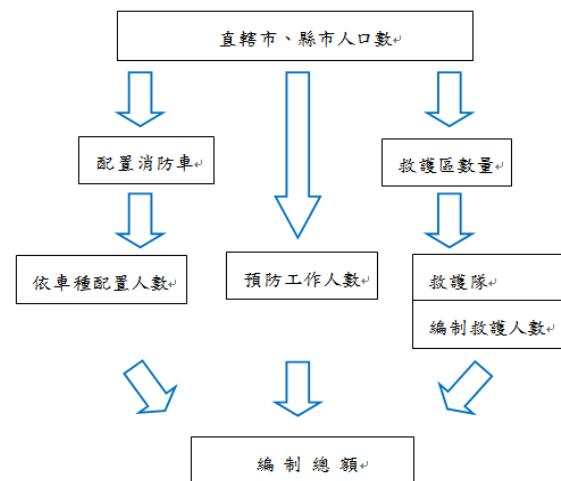 直轄市、縣市人口數
配置消防車
救護區數量
依車種配置人數
預防工作人數
救護隊
編制救護人數
編 制 總 額